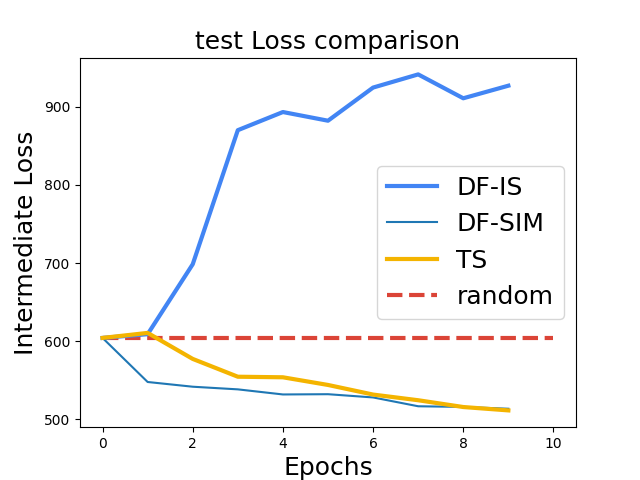 test Loss comparison
Intermediate Loss
900
800
700
600
500
DF-IS
DF-SIM
TS
random
0 2 4 6 8 10
Epochs